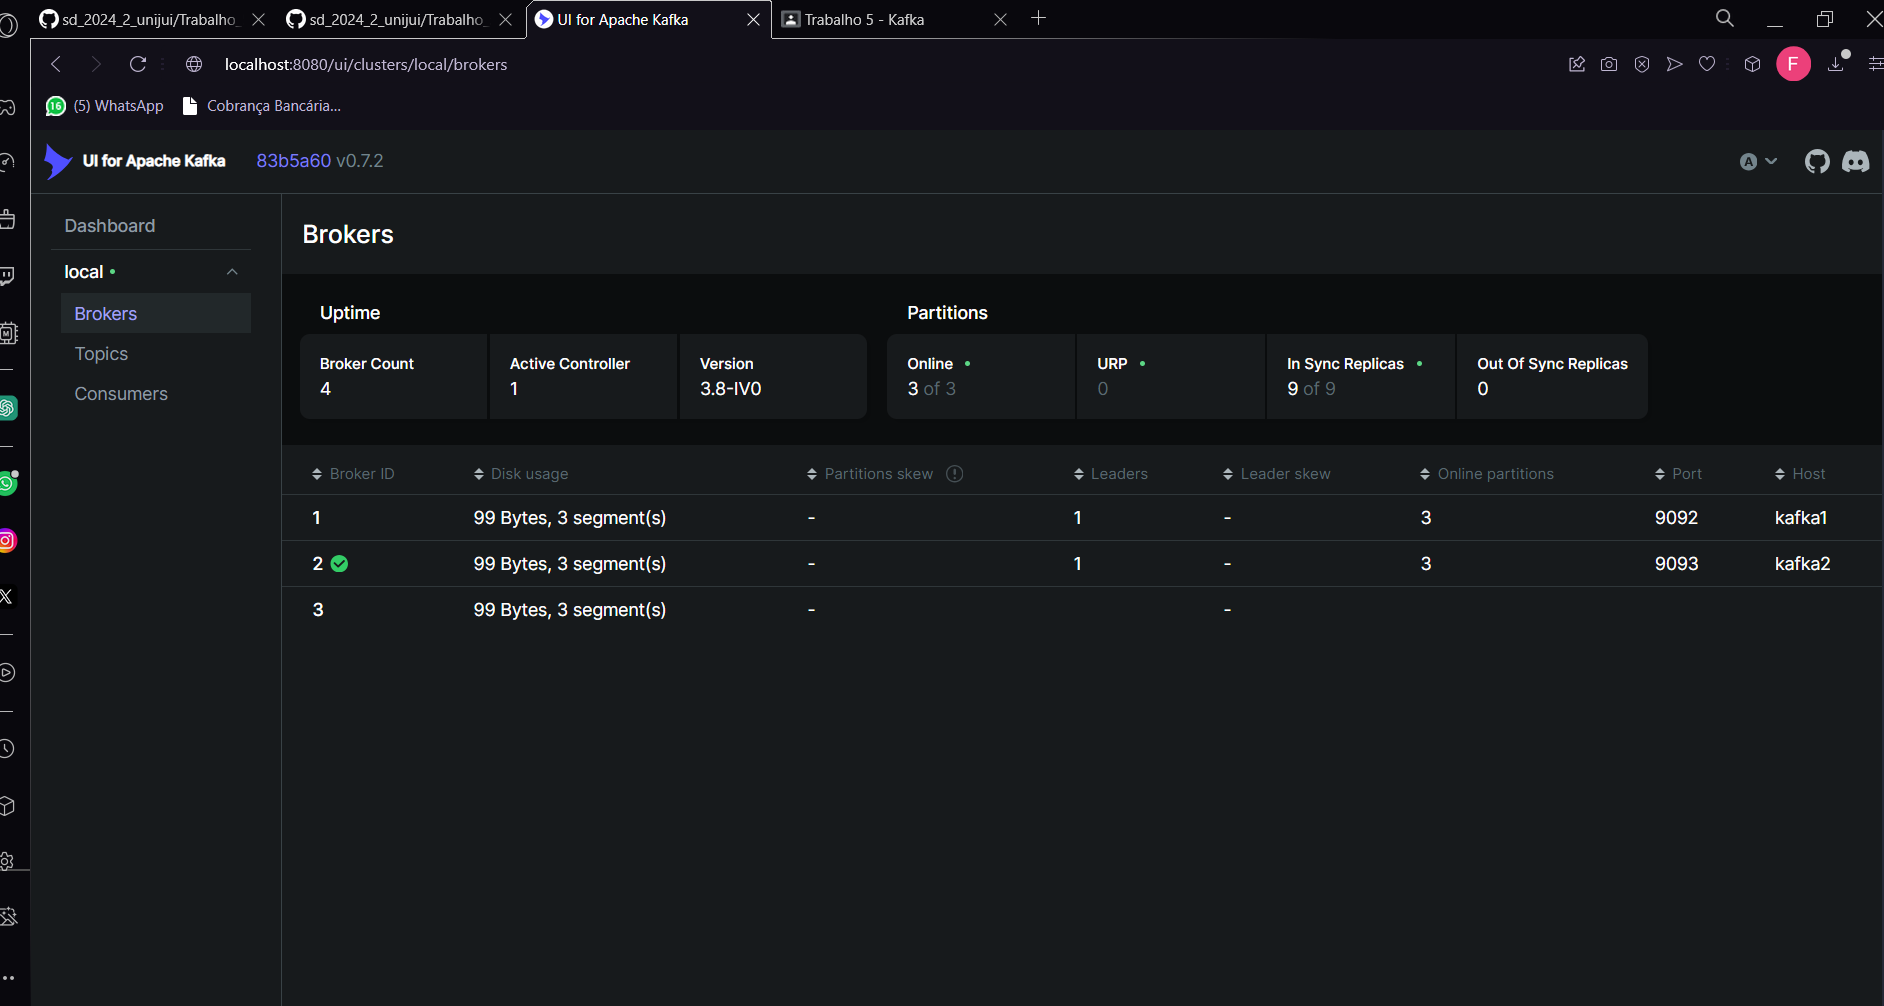 sd_2024_2_unijui/Trabalho_
sd_2024_2_unijui/Trabalho_
UI for Apache Kafka
Trabalho 5 - Kafka
localhost:8080/ui/clusters/local/brokers
F
16 (5) WhatsApp
Cobrança Bancária...
UI for Apache Kafka 83b5a60 v0.7.2
A
Dashboard
local
Brokers
Topics
Consumers
Brokers
Uptime
Partitions
Broker Count
4
Active Controller
1
Version
3.8-IV0
Online
3 of 3
URP
0
In Sync Replicas
9 of 9
Out Of Sync Replicas
0
Broker ID Disk usage Partitions skew Leaders Leader skew Online partitions Port Host
1 99 Bytes, 3 segment(s) - 1 - 3 9092 kafka1
2 99 Bytes, 3 segment(s) - 1 - 3 9093 kafka2
3 99 Bytes, 3 segment(s) - -